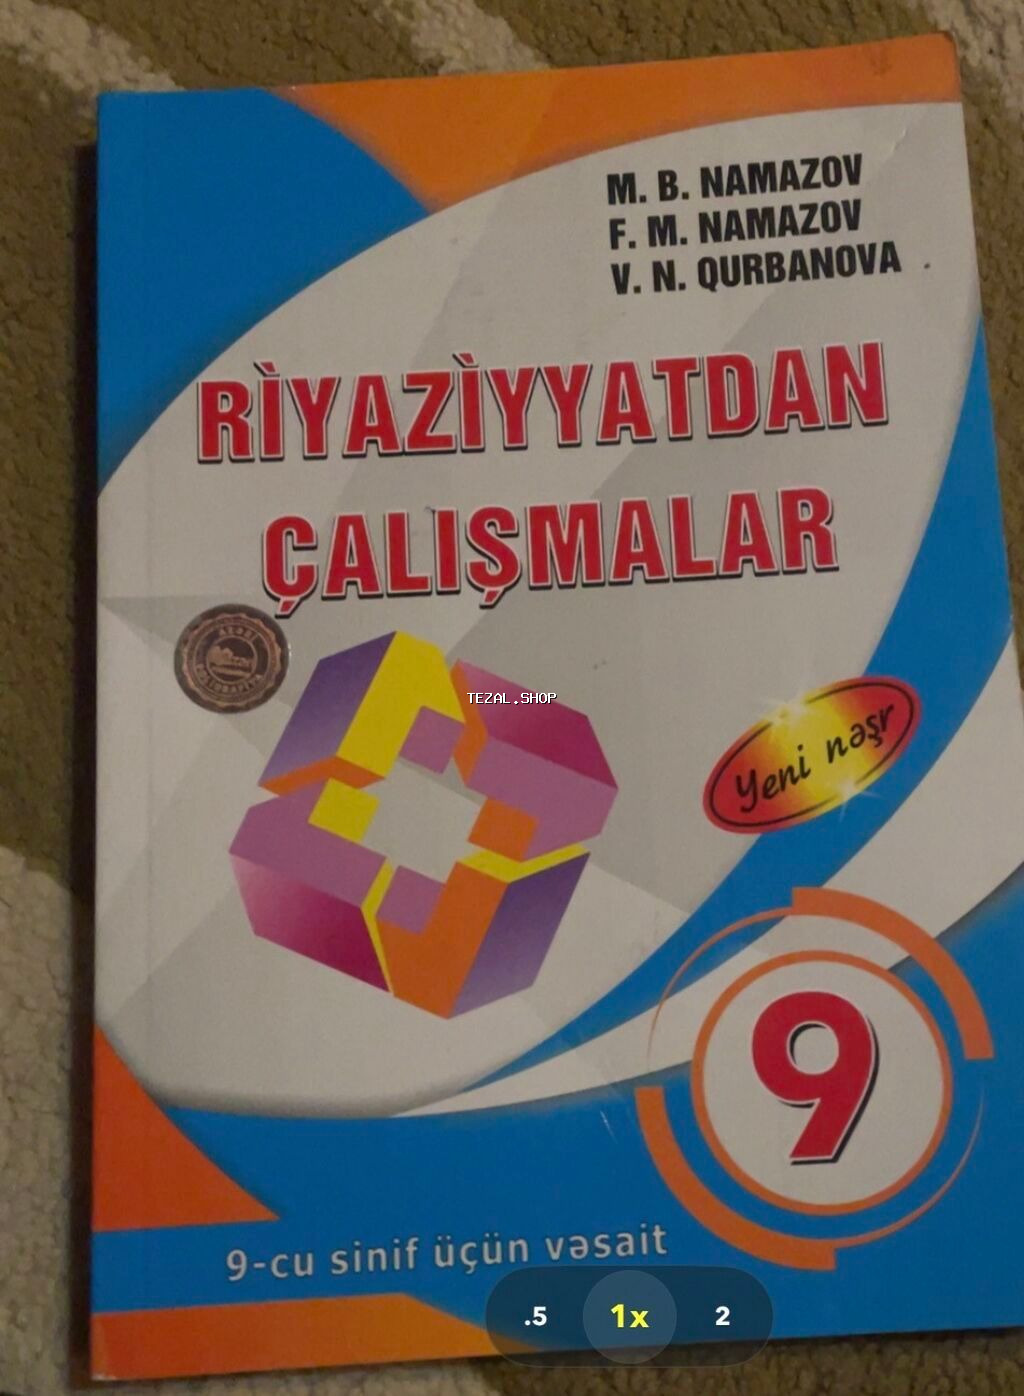 M. B. NAMAZOV
F. M. NAMAZOV
V. N. QURBANOVA
RİYAZİYYATDAN
ÇALIŞMALAR
TEZAL.SHOP
Yeni nəşr
9
9-cu sinif üçün vəsait
.5 1x 2